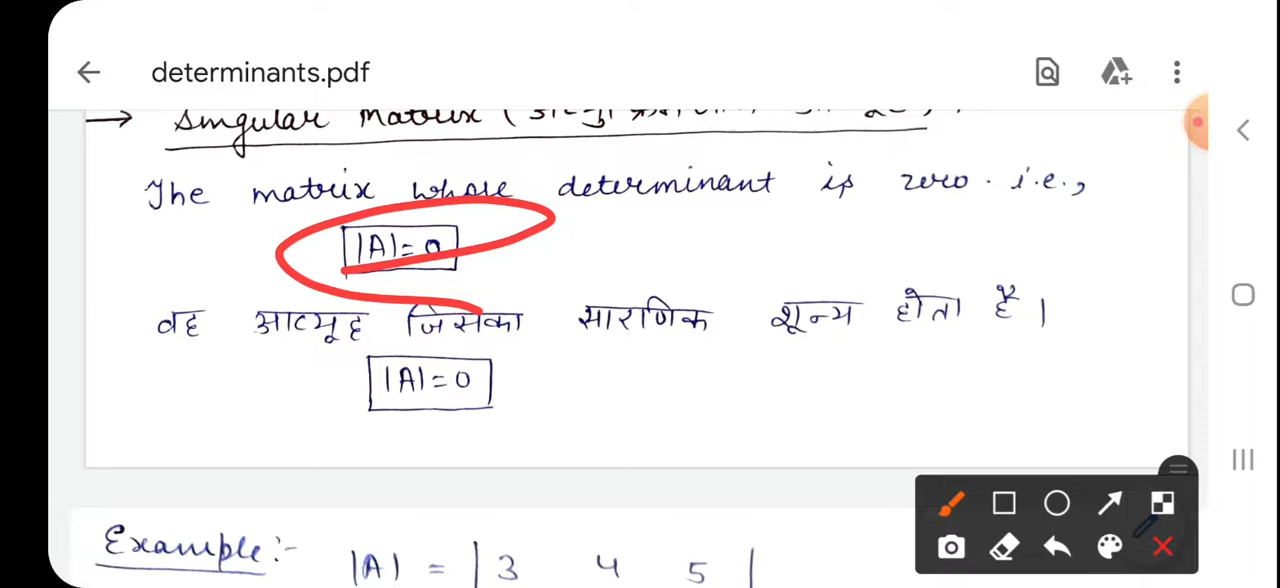 determinants.pdf
→ Singular Matrix (
The matrix whose determinant is zero. i.e.,
|A|=0
वह आव्यूह जिसका सारणिक शून्य होता है।
|A|=0
Example:-
|A| = | 3 4 5 |